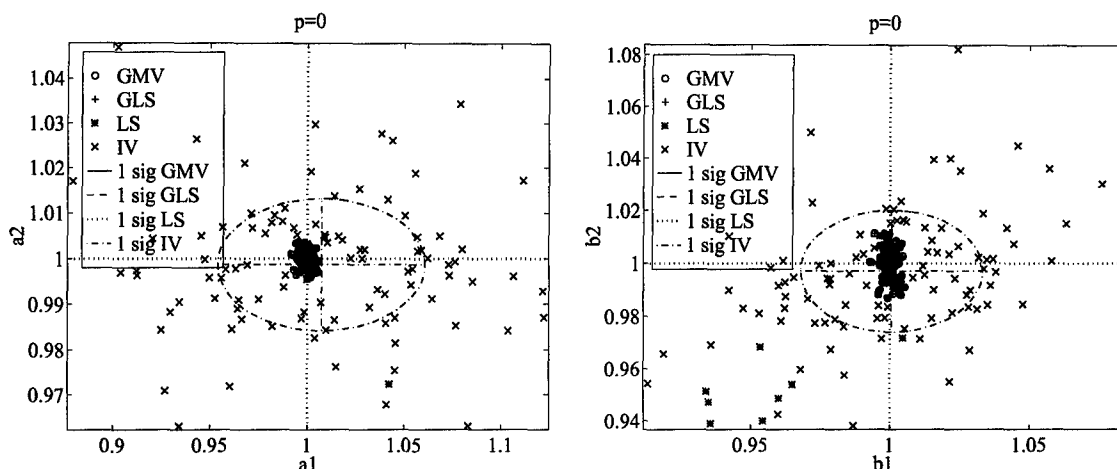 p=0
1.04
1.03
1.02
1.01
1
0.99
0.98
0.97
a2
GMV
GLS
LS
IV
1 sig GMV
1 sig GLS
1 sig LS
1 sig IV
0.9
0.95
1
1.05
1.1
a1
p=0
1.08
1.06
1.04
1.02
1
0.98
0.96
0.94
b2
GMV
GLS
LS
IV
1 sig GMV
1 sig GLS
1 sig LS
1 sig IV
0.95
1
1.05
b1